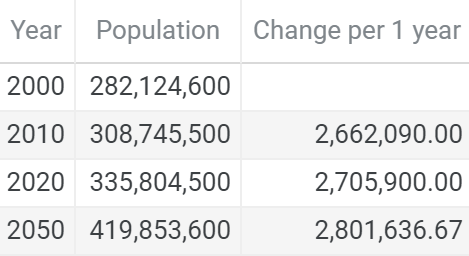 Year Population Change per 1 year
2000 282,124,600
2010 308,745,500 2,662,090.00
2020 335,804,500 2,705,900.00
2050 419,853,600 2,801,636.67